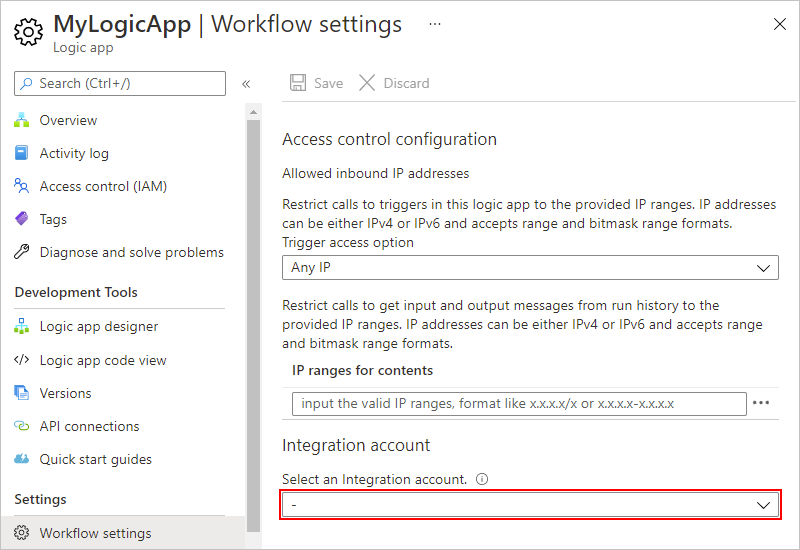 MyLogicApp | Workflow settings ...
Logic app
Search (Ctrl+/)
«
Overview
Activity log
Access control (IAM)
Tags
Diagnose and solve problems
Development Tools
Logic app designer
Logic app code view
Versions
API connections
Quick start guides
Settings
Workflow settings
Save
Discard
Access control configuration
Allowed inbound IP addresses
Restrict calls to triggers in this logic app to the provided IP ranges. IP addresses
can be either IPv4 or IPv6 and accepts range and bitmask range formats.
Trigger access option
Any IP
Restrict calls to get input and output messages from run history to the
provided IP ranges. IP addresses can be either IPv4 or IPv6 and accepts range
and bitmask range formats.
IP ranges for contents
input the valid IP ranges, format like x.x.x.x/x or x.x.x.x-x.x.x.x
Integration account
Select an Integration account.
-